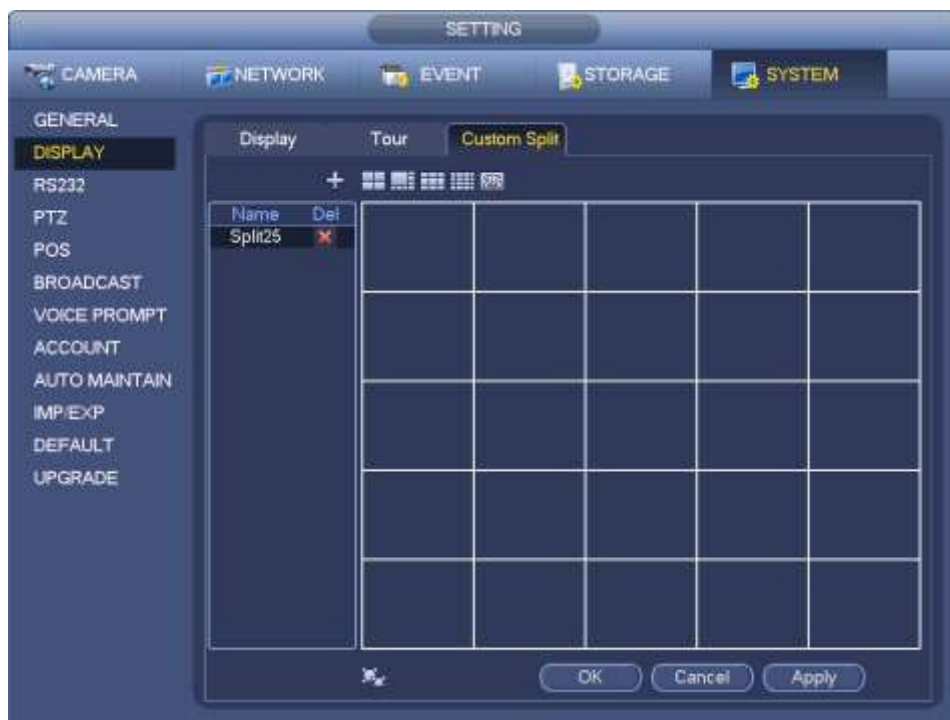 SETTING
CAMERA NETWORK EVENT STORAGE SYSTEM
GENERAL
DISPLAY
RS232
PTZ
POS
BROADCAST
VOICE PROMPT
ACCOUNT
AUTO MAINTAIN
IMP/EXP
DEFAULT
UPGRADE
Display Tour Custom Split
Name Del
Split25
OK Cancel Apply